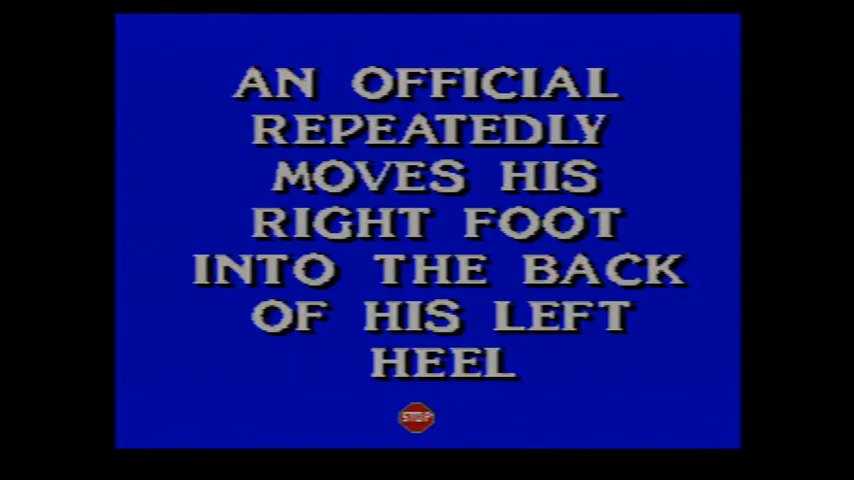 AN OFFICIAL
REPEATEDLY
MOVES HIS
RIGHT FOOT
INTO THE BACK
OF HIS LEFT
HEEL
STOP